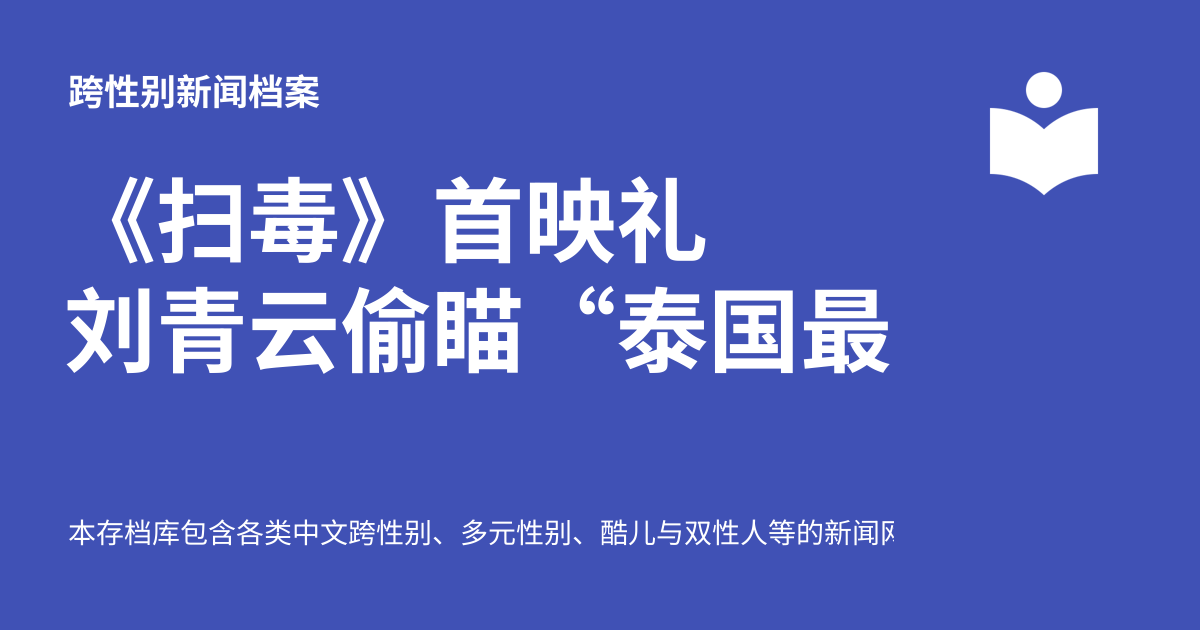 跨性别新闻档案
《扫毒》首映礼
刘青云偷瞄“泰国最
本存档库包含各类中文跨性别、多元性别、酷儿与双性人等的新闻